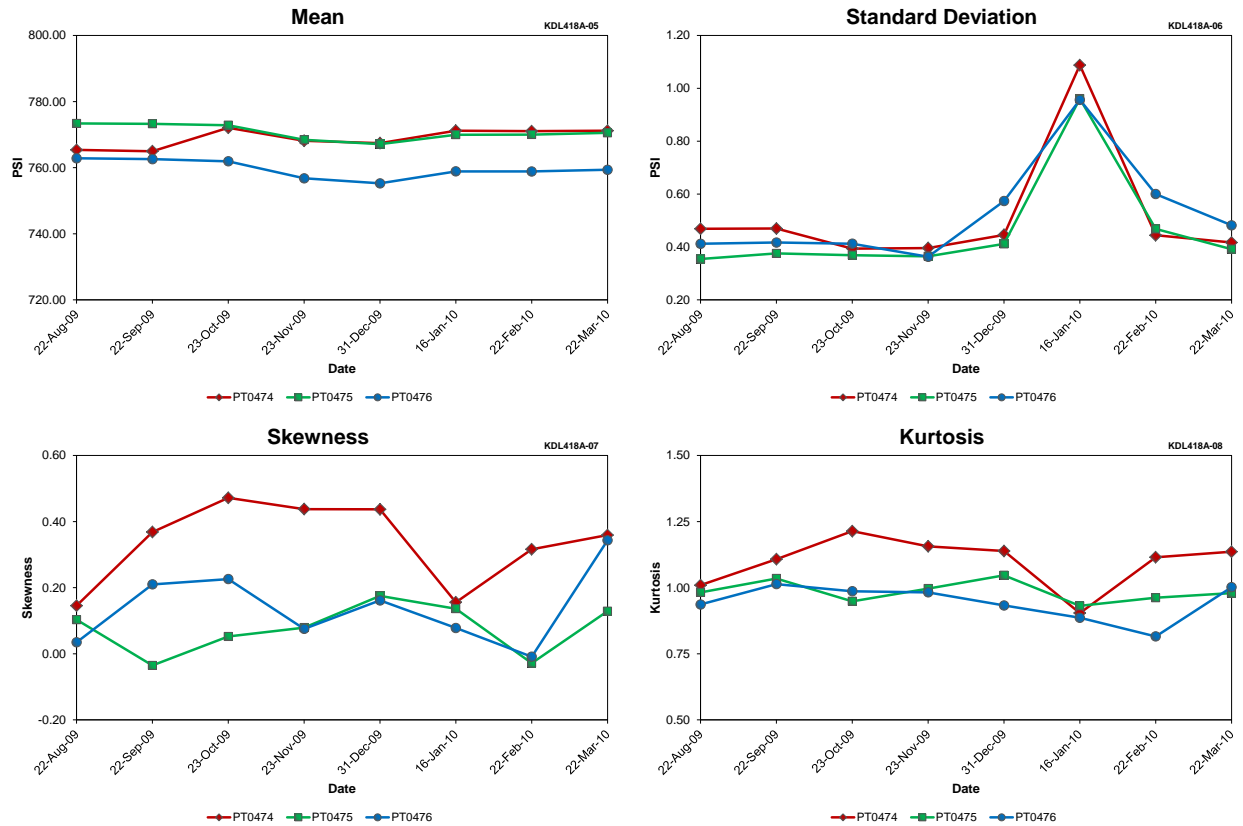 Mean
KDL418A-05
800.00
780.00
760.00
740.00
720.00
PSI
22-Aug-09
22-Sep-09
23-Oct-09
23-Nov-09
31-Dec-09
16-Jan-10
22-Feb-10
22-Mar-10
Date
PT0474 PT0475 PT0476
Standard Deviation
KDL418A-06
1.20
1.00
0.80
0.60
0.40
0.20
PSI
22-Aug-09
22-Sep-09
23-Oct-09
23-Nov-09
31-Dec-09
16-Jan-10
22-Feb-10
22-Mar-10
Date
PT0474 PT0475 PT0476
Skewness
KDL418A-07
0.60
0.40
0.20
0.00
-0.20
Skewness
22-Aug-09
22-Sep-09
23-Oct-09
23-Nov-09
31-Dec-09
16-Jan-10
22-Feb-10
22-Mar-10
Date
PT0474 PT0475 PT0476
Kurtosis
KDL418A-08
1.50
1.25
1.00
0.75
0.50
Kurtosis
22-Aug-09
22-Sep-09
23-Oct-09
23-Nov-09
31-Dec-09
16-Jan-10
22-Feb-10
22-Mar-10
Date
PT0474 PT0475 PT0476